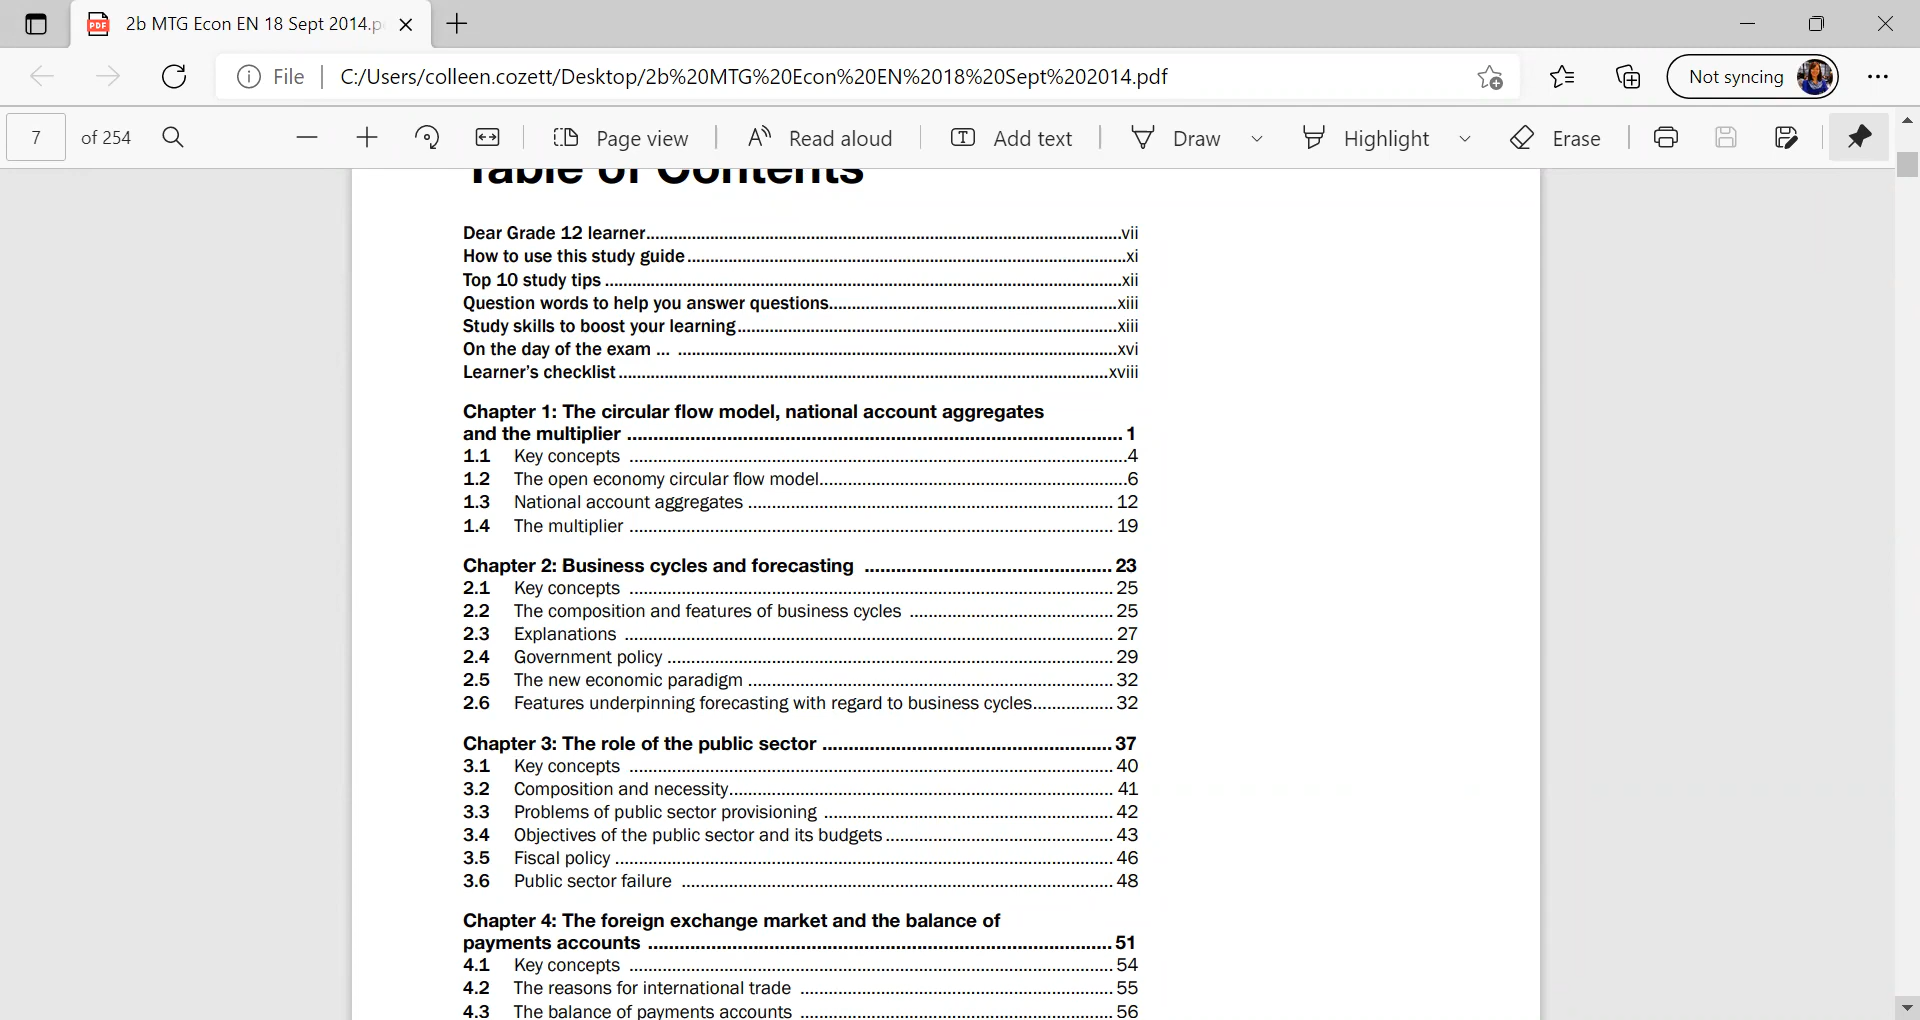 2b MTG Econ EN 18 Sept 2014.p
File C:/Users/colleen.cozett/Desktop/2b%20MTG%20Econ%20EN%2018%20Sept%202014.pdf Not syncing
7 of 254 Page view Read aloud Add text Draw Highlight Erase
Table of Contents
Dear Grade 12 learner vii
How to use this study guide xi
Top 10 study tips xii
Question words to help you answer questions xiii
Study skills to boost your learning xiii
On the day of the exam ... xvi
Learner's checklist xviii
Chapter 1: The circular flow model, national account aggregates
and the multiplier 1
1.1 Key concepts 4
1.2 The open economy circular flow model 6
1.3 National account aggregates 12
1.4 The multiplier 19
Chapter 2: Business cycles and forecasting 23
2.1 Key concepts 25
2.2 The composition and features of business cycles 25
2.3 Explanations 27
2.4 Government policy 29
2.5 The new economic paradigm 32
2.6 Features underpinning forecasting with regard to business cycles 32
Chapter 3: The role of the public sector 37
3.1 Key concepts 40
3.2 Composition and necessity 41
3.3 Problems of public sector provisioning 42
3.4 Objectives of the public sector and its budgets 43
3.5 Fiscal policy 46
3.6 Public sector failure 48
Chapter 4: The foreign exchange market and the balance of
payments accounts 51
4.1 Key concepts 54
4.2 The reasons for international trade 55
4.3 The balance of payments accounts 56